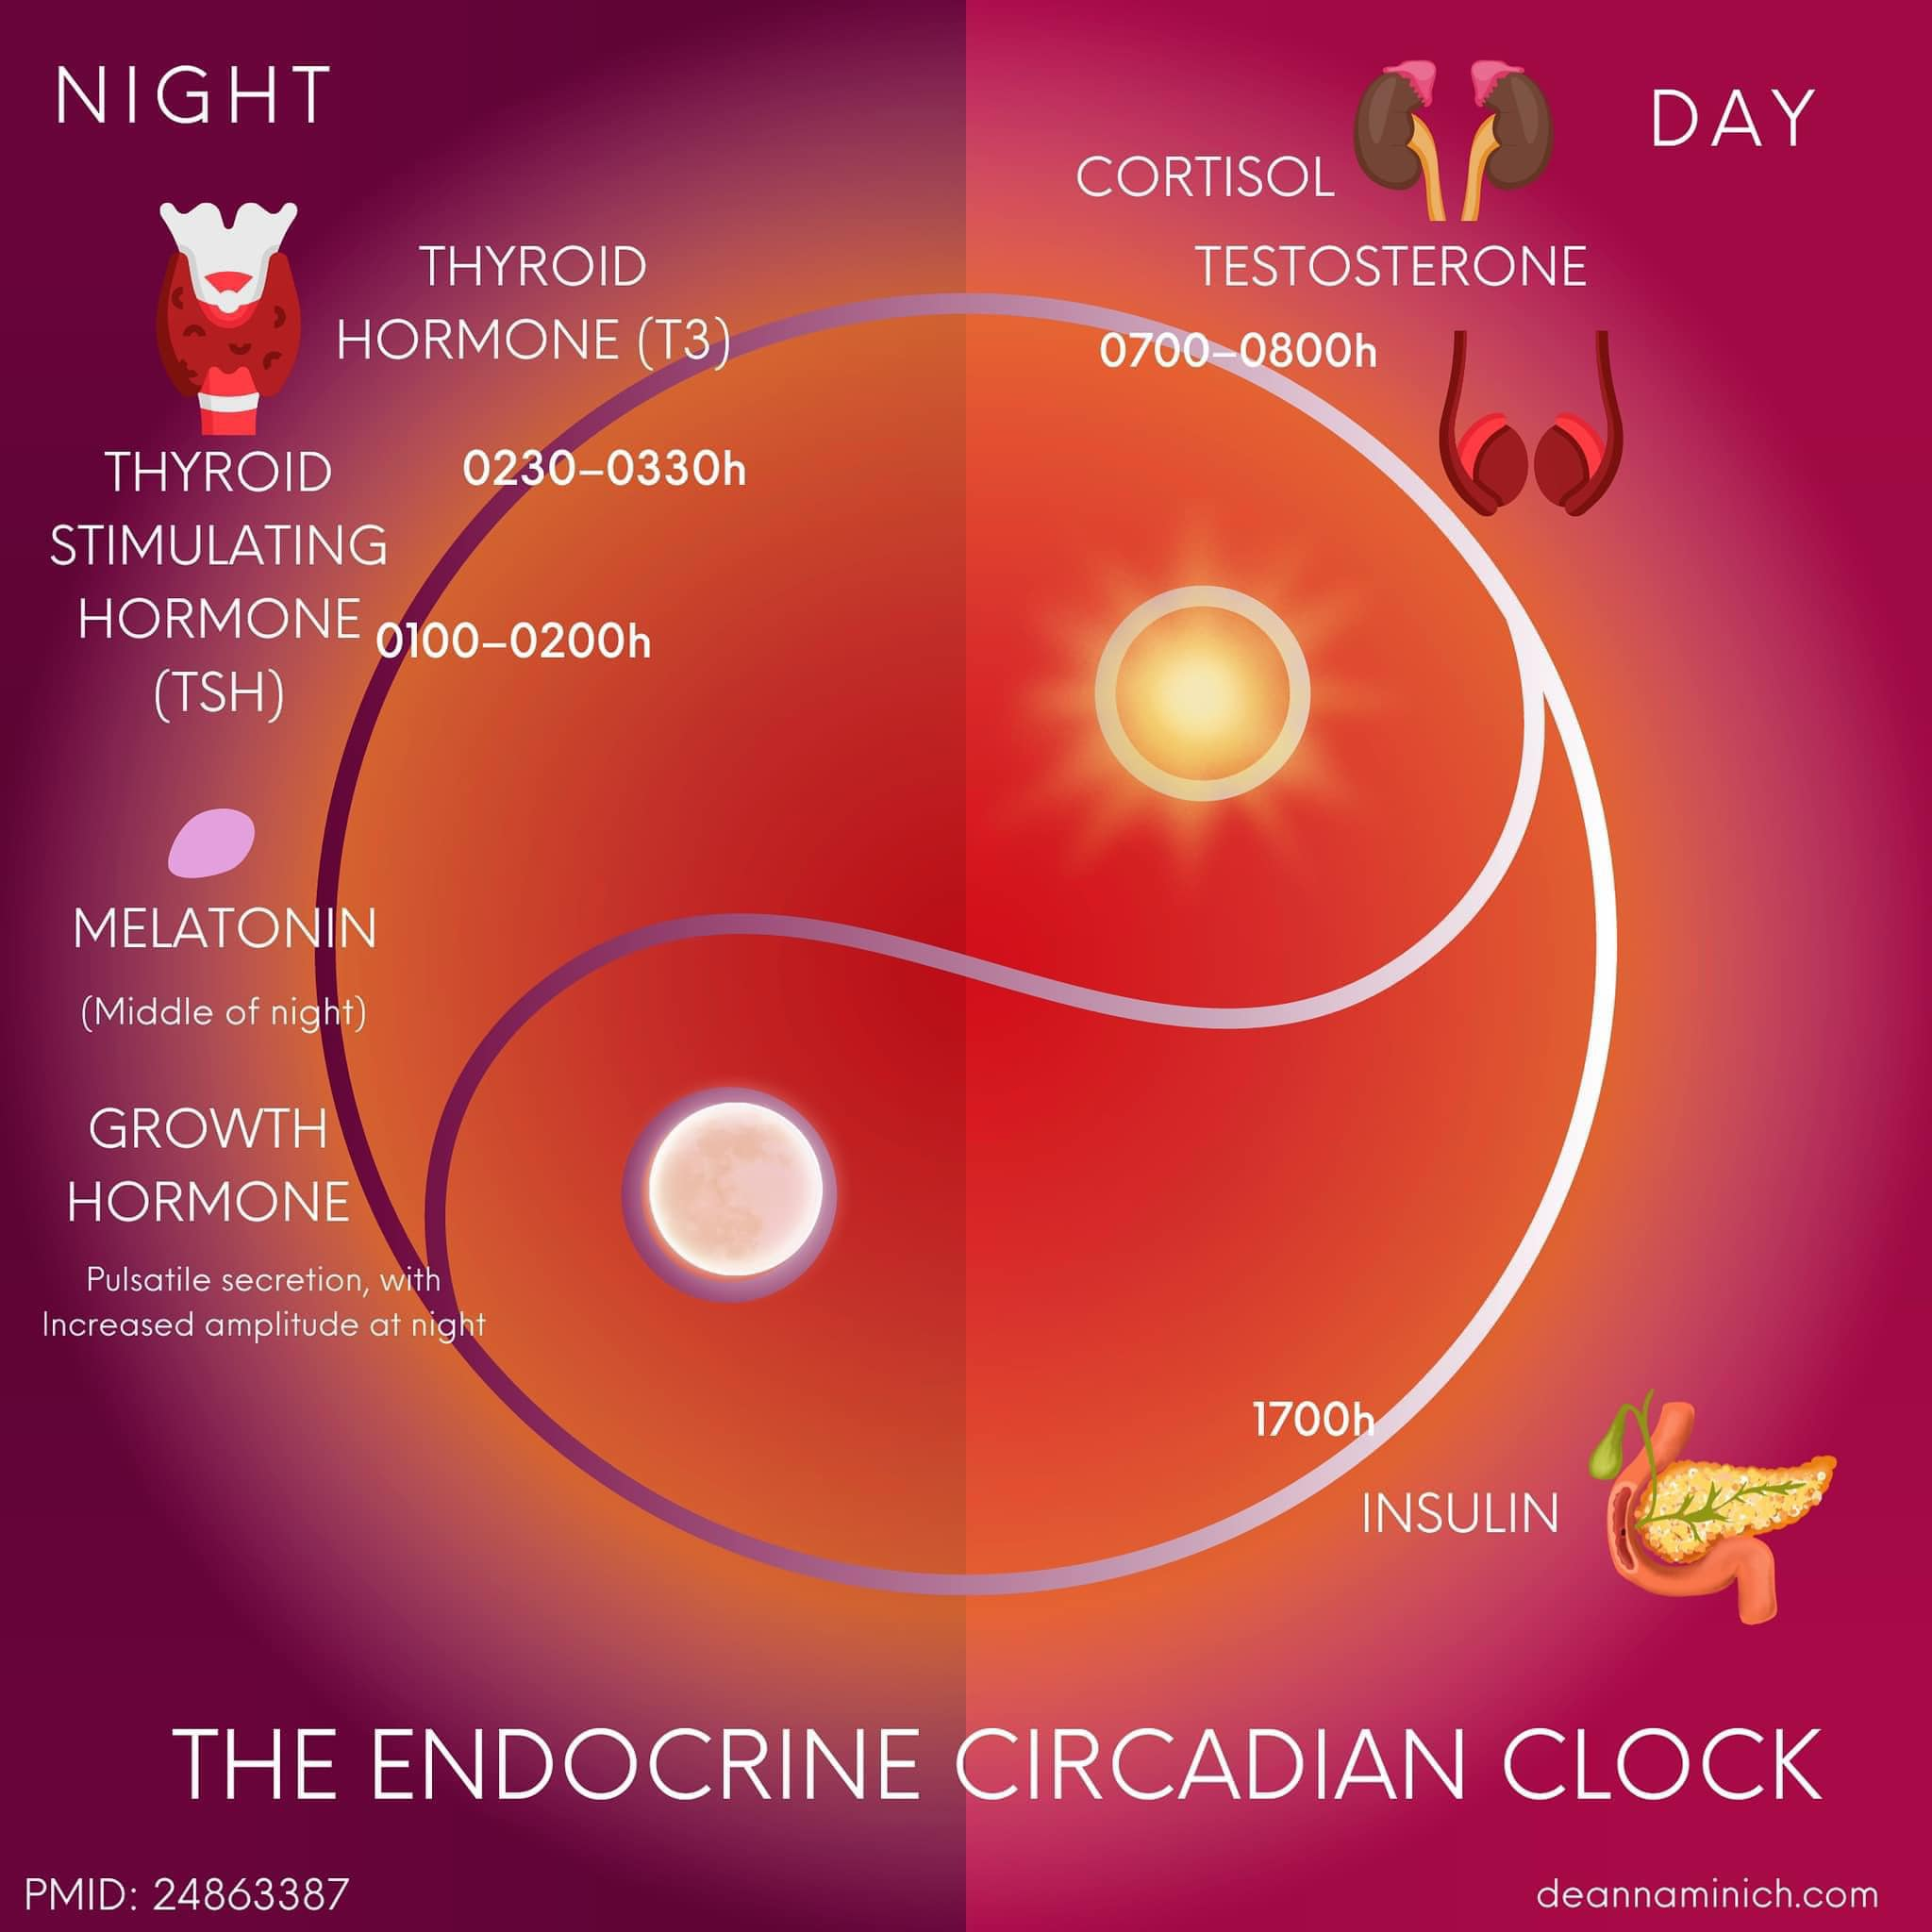 NIGHT
DAY
CORTISOL
TESTOSTERONE
0700–0800h
THYROID
HORMONE (T3)
0230–0330h
THYROID
STIMULATING
HORMONE
(TSH)
0100–0200h
MELATONIN
(Middle of night)
GROWTH
HORMONE
Pulsatile secretion, with
Increased amplitude at night
1700h
INSULIN
THE ENDOCRINE CIRCADIAN CLOCK
PMID: 24863387
deannaminich.com